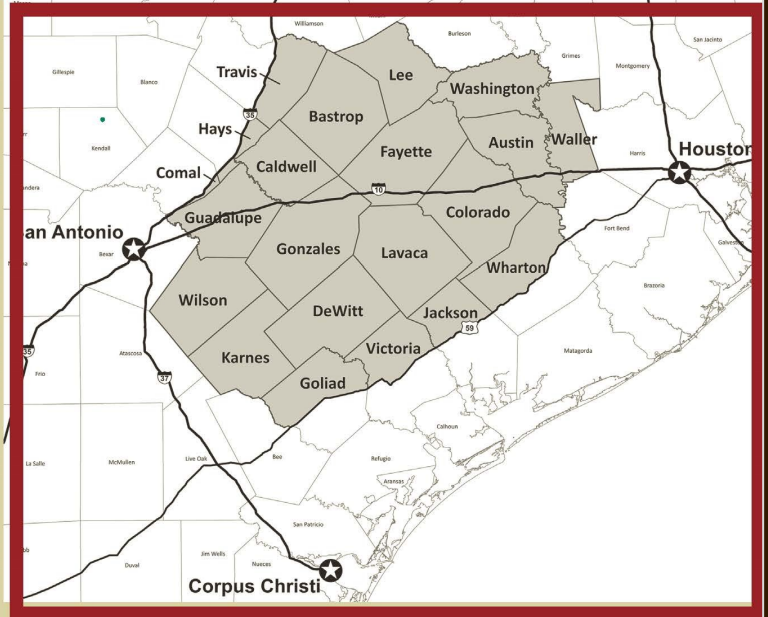 Williamson
Burleson
San Jacinto
Grimes
Montgomery
Gillespie
Blanco
Travis
Lee
Washington
Bastrop
38
Hays
Kendall
Caldwell
Fayette
Austin
Waller
Harris
Houston
Comal
10
Guadalupe
Colorado
San Antonio
Bexar
Gonzales
Lavaca
Fort Bend
Galveston
Wharton
Brazoria
Wilson
DeWitt
Jackson
59
35
Atascosa
Karnes
Victoria
Matagorda
Frio
37
Goliad
Calhoun
La Salle
McMullen
Live Oak
Bee
Refugio
Aransas
San Patricio
Duval
Jim Wells
Nueces
Corpus Christi